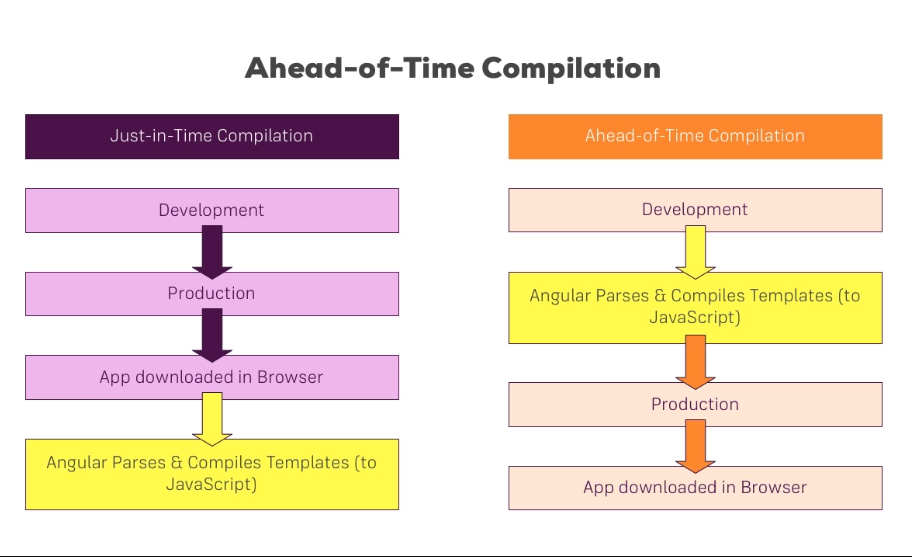 Ahead-of-Time Compilation
Just-in-Time Compilation
Development
Production
App downloaded in Browser
Angular Parses & Compiles Templates (to
JavaScript)
Ahead-of-Time Compilation
Development
Angular Parses & Compiles Templates (to
JavaScript)
Production
App downloaded in Browser